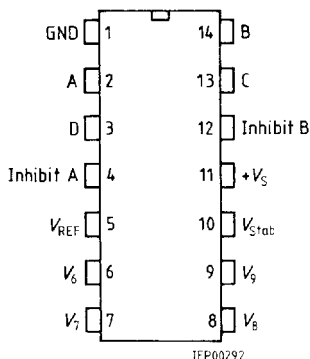 GND 1 14 B
A 2 13 C
D 3 12 Inhibit B
Inhibit A 4 11 +VS
VREF 5 10 VStab
V6 6 9 V9
V7 7 8 V8
IEP00292